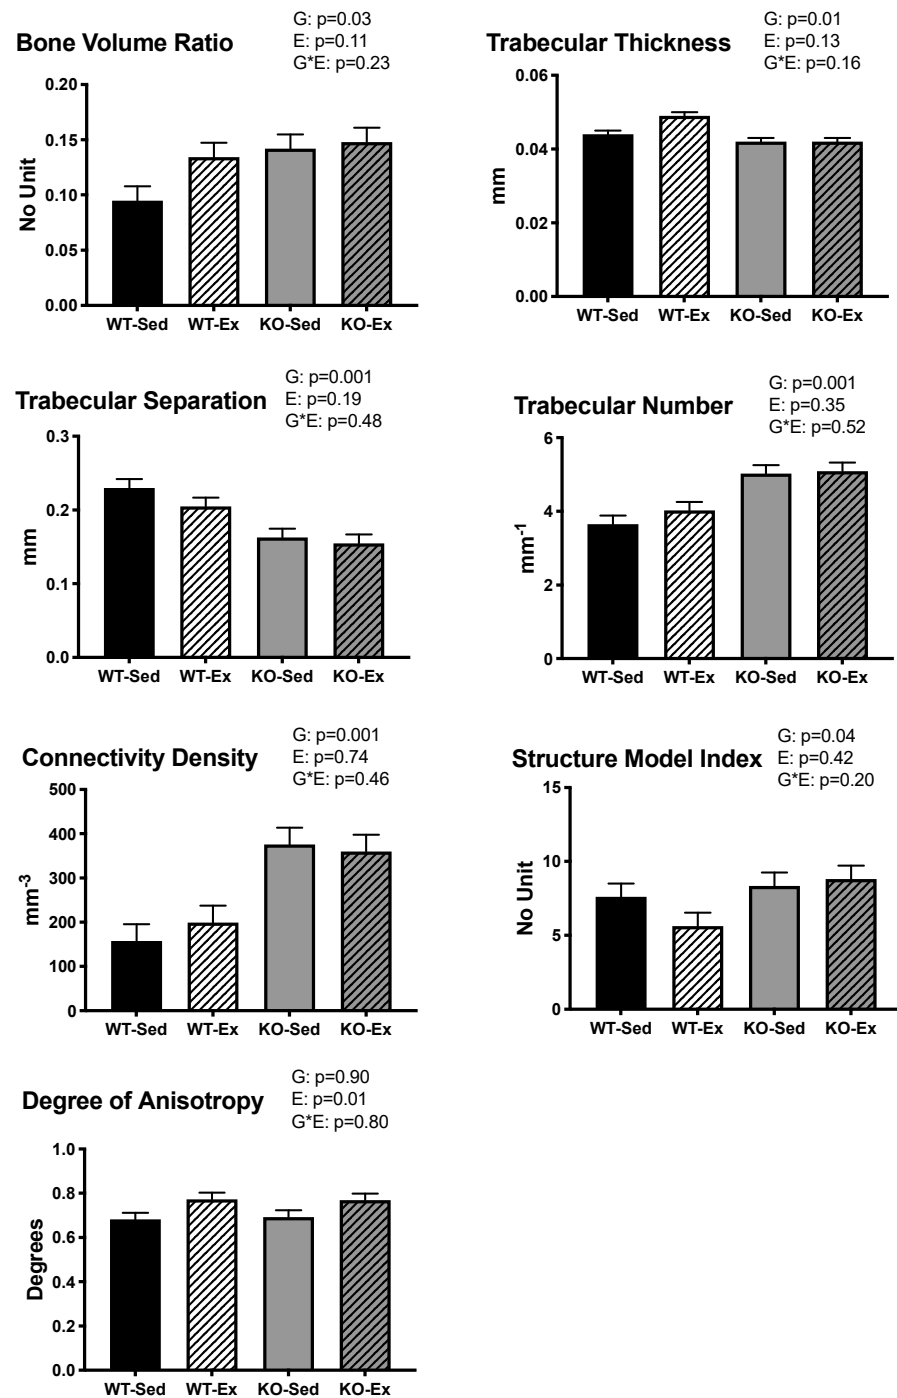 Bone Volume Ratio
G: p=0.03
E: p=0.11
G*E: p=0.23
No Unit
0.20
0.15
0.10
0.05
0.00
WT-Sed WT-Ex KO-Sed KO-Ex
Trabecular Thickness
G: p=0.01
E: p=0.13
G*E: p=0.16
mm
0.06
0.04
0.02
0.00
WT-Sed WT-Ex KO-Sed KO-Ex
Trabecular Separation
G: p=0.001
E: p=0.19
G*E: p=0.48
mm
0.3
0.2
0.1
0.0
WT-Sed WT-Ex KO-Sed KO-Ex
Trabecular Number
G: p=0.001
E: p=0.35
G*E: p=0.52
mm-1
6
4
2
0
WT-Sed WT-Ex KO-Sed KO-Ex
Connectivity Density
G: p=0.001
E: p=0.74
G*E: p=0.46
mm-3
500
400
300
200
100
0
WT-Sed WT-Ex KO-Sed KO-Ex
Structure Model Index
G: p=0.04
E: p=0.42
G*E: p=0.20
No Unit
15
10
5
0
WT-Sed WT-Ex KO-Sed KO-Ex
Degree of Anisotropy
G: p=0.90
E: p=0.01
G*E: p=0.80
Degrees
1.0
0.8
0.6
0.4
0.2
0.0
WT-Sed WT-Ex KO-Sed KO-Ex